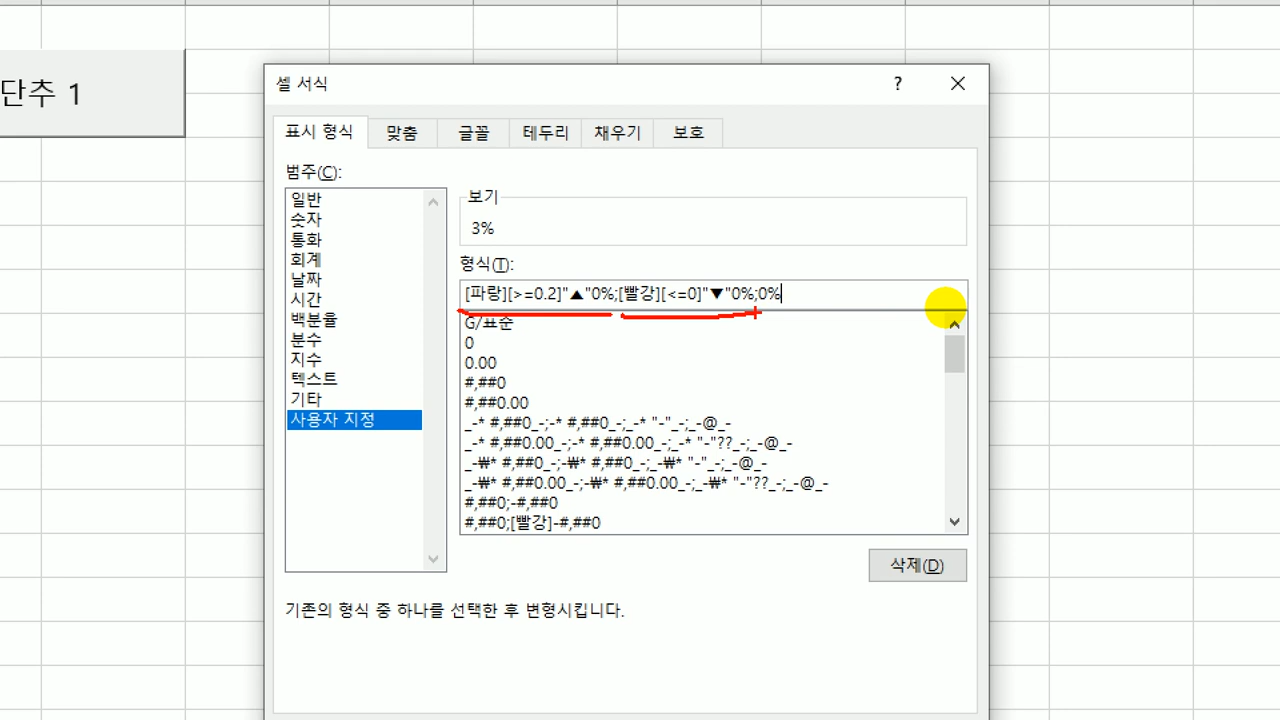 단추 1
셀 서식
?
표시 형식 맞춤 글꼴 테두리 채우기 보호
범주(C):
일반
숫자
통화
회계
날짜
시간
백분율
분수
지수
텍스트
기타
사용자 지정
보기
3%
형식(T):
[파랑][>=0.2]"▲"0%;[빨강][<=0]"▼"0%;0%
G/표준
0
0.00
#,##0
#,##0.00
_-* #,##0_-;-* #,##0_-;_-* "-"_-;_-@_-
_-* #,##0.00_-;-* #,##0.00_-;_-* "-"??_-;_-@_-
_-₩* #,##0_-;-₩* #,##0_-;_-₩* "-"_-;_-@_-
_-₩* #,##0.00_-;-₩* #,##0.00_-;_-₩* "-"??_-;_-@_-
#,##0;-#,##0
#,##0;[빨강]-#,##0
삭제(D)
기존의 형식 중 하나를 선택한 후 변형시킵니다.